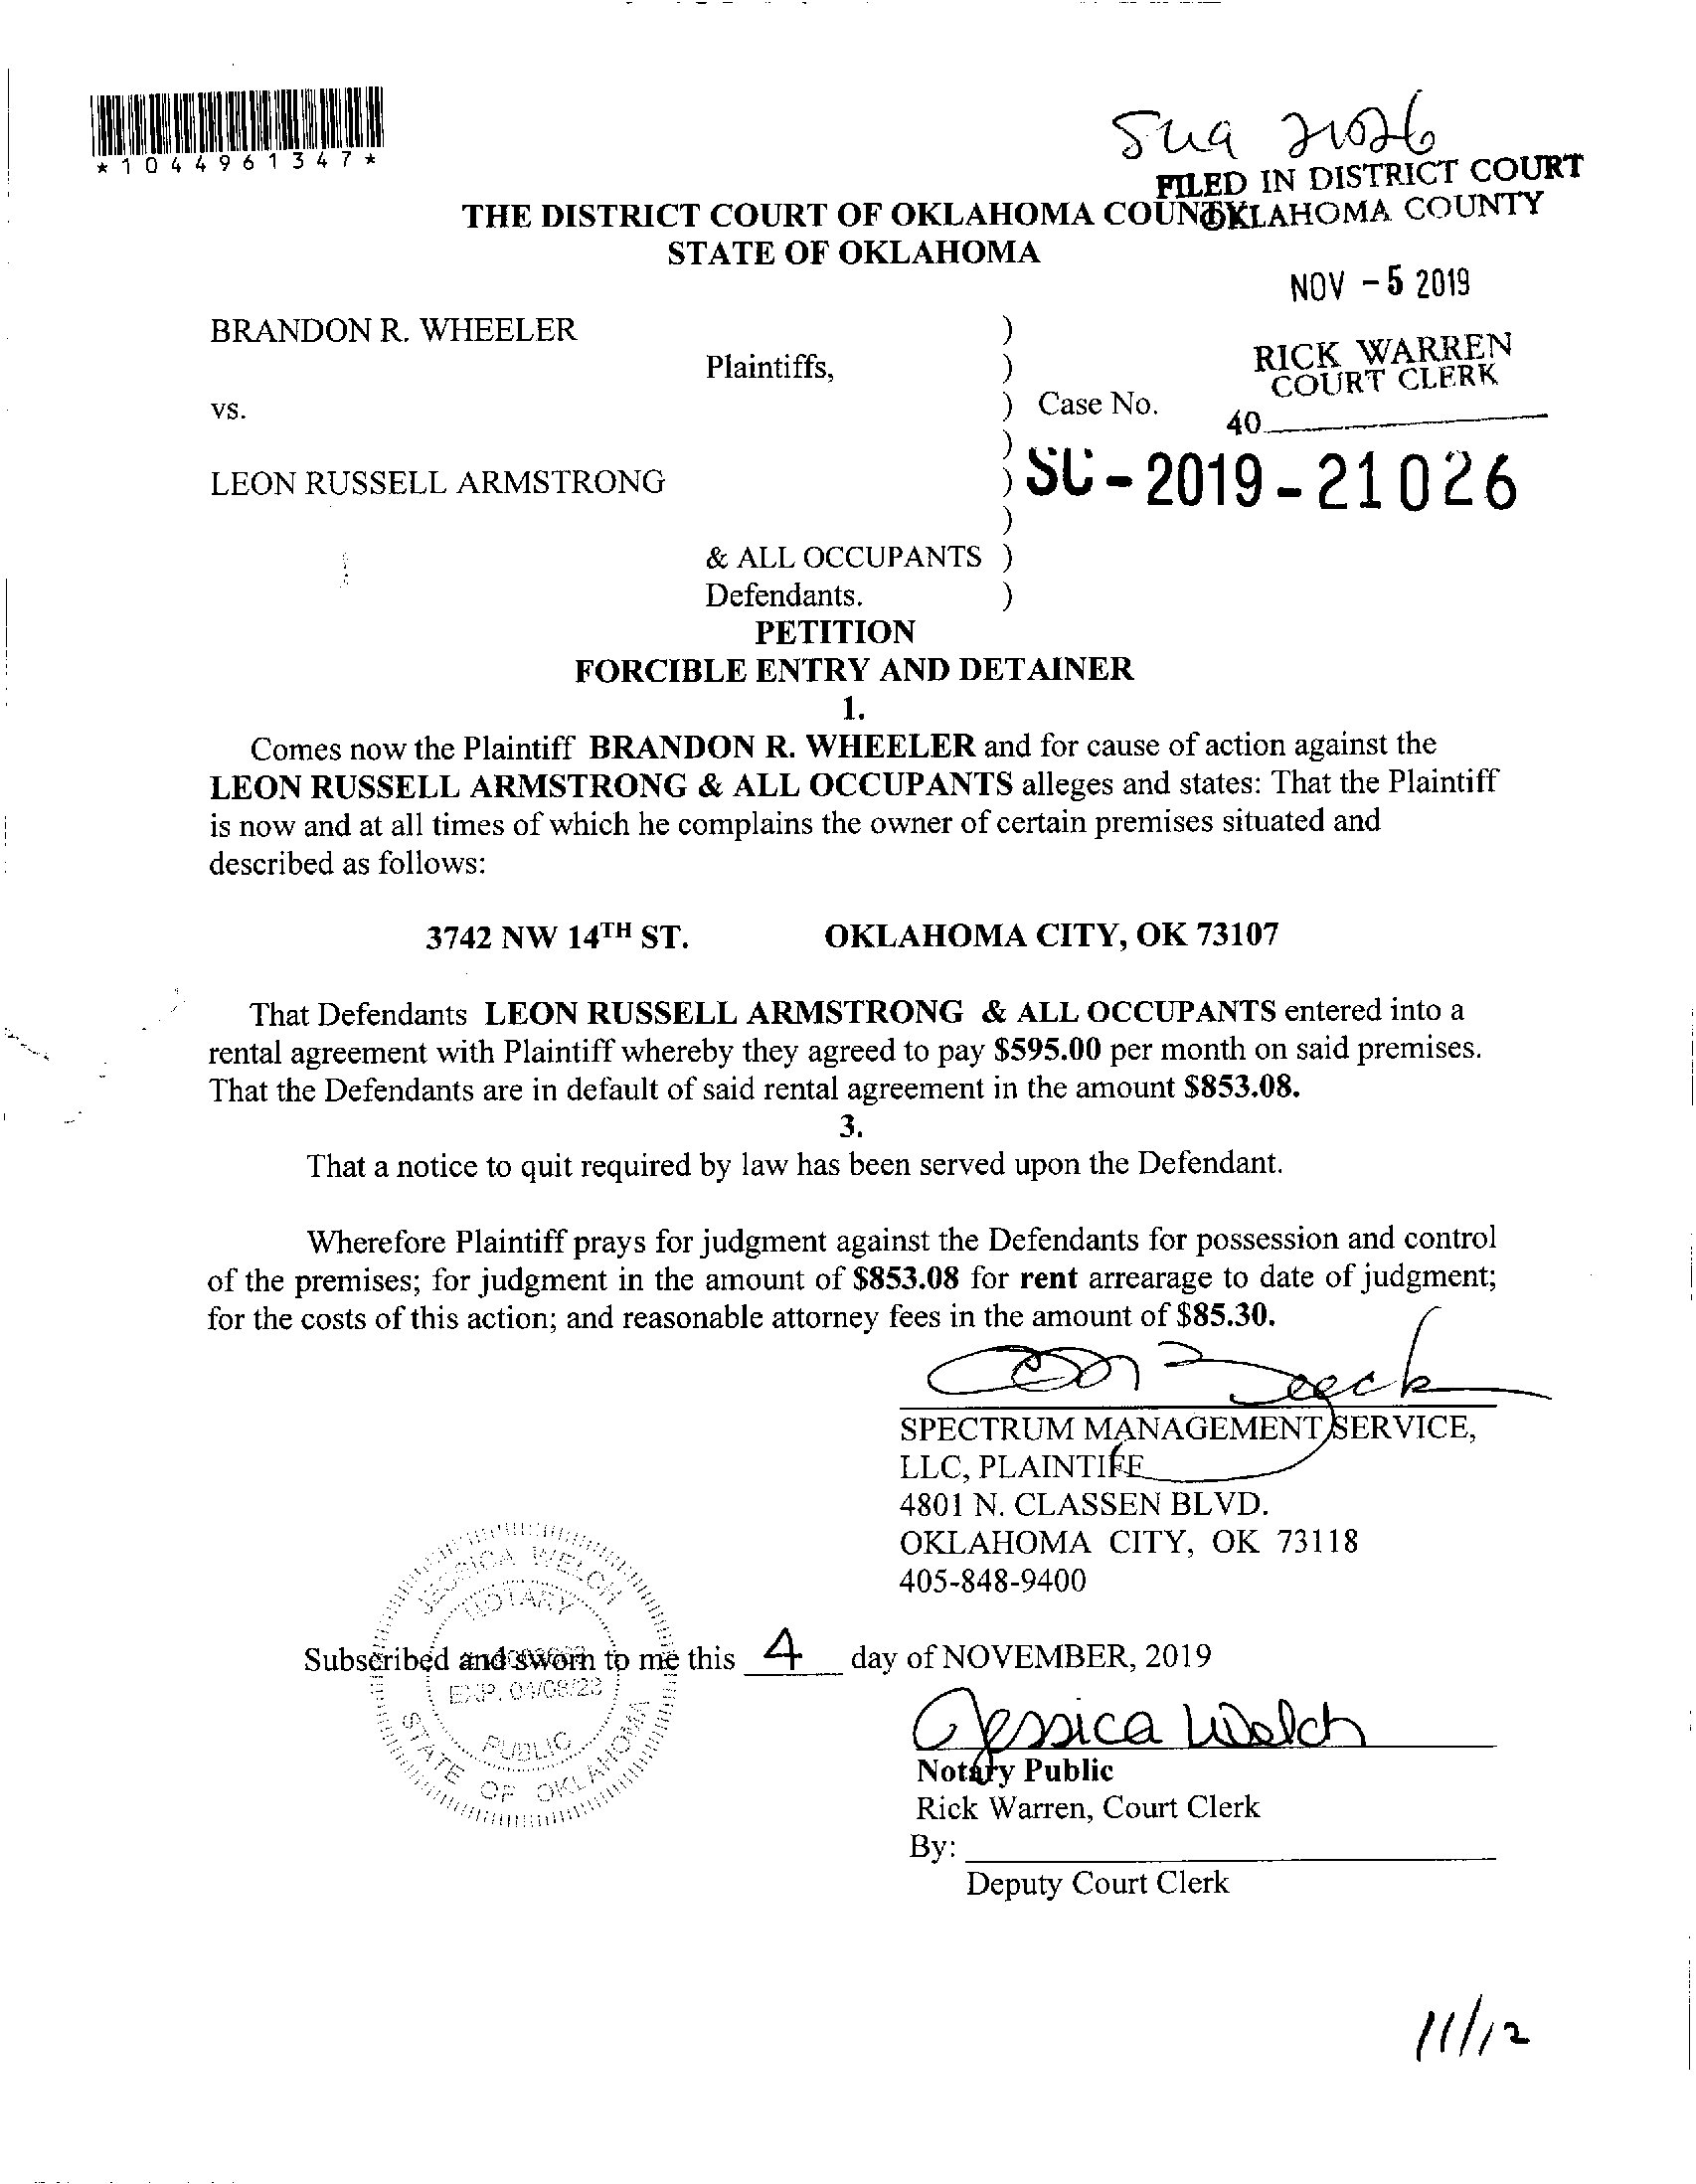 *1044961347*
FILED IN DISTRICT COURT
OKLAHOMA COUNTY
THE DISTRICT COURT OF OKLAHOMA COUNTY
STATE OF OKLAHOMA
NOV -5 2019
BRANDON R. WHEELER )
Plaintiffs, )
RICK WARREN
COURT CLERK
vs. ) Case No.
40
)
LEON RUSSELL ARMSTRONG ) SC-2019-21026
)
& ALL OCCUPANTS )
Defendants. )
PETITION
FORCIBLE ENTRY AND DETAINER
1.
Comes now the Plaintiff BRANDON R. WHEELER and for cause of action against the
LEON RUSSELL ARMSTRONG & ALL OCCUPANTS alleges and states: That the Plaintiff
is now and at all times of which he complains the owner of certain premises situated and
described as follows:
3742 NW 14TH ST. OKLAHOMA CITY, OK 73107
That Defendants LEON RUSSELL ARMSTRONG & ALL OCCUPANTS entered into a
rental agreement with Plaintiff whereby they agreed to pay $595.00 per month on said premises.
That the Defendants are in default of said rental agreement in the amount $853.08.
3.
That a notice to quit required by law has been served upon the Defendant.
Wherefore Plaintiff prays for judgment against the Defendants for possession and control
of the premises; for judgment in the amount of $853.08 for rent arrearage to date of judgment;
for the costs of this action; and reasonable attorney fees in the amount of $85.30.
SPECTRUM MANAGEMENT SERVICE,
LLC, PLAINTIFF
4801 N. CLASSEN BLVD.
OKLAHOMA CITY, OK 73118
405-848-9400
JESSICA WELCH
NOTARY
PUBLIC
STATE OF OKLAHOMA
Subscribed and sworn to me this 4 day of NOVEMBER, 2019
Jessica Welch
Notary Public
Rick Warren, Court Clerk
By:
Deputy Court Clerk
11/12